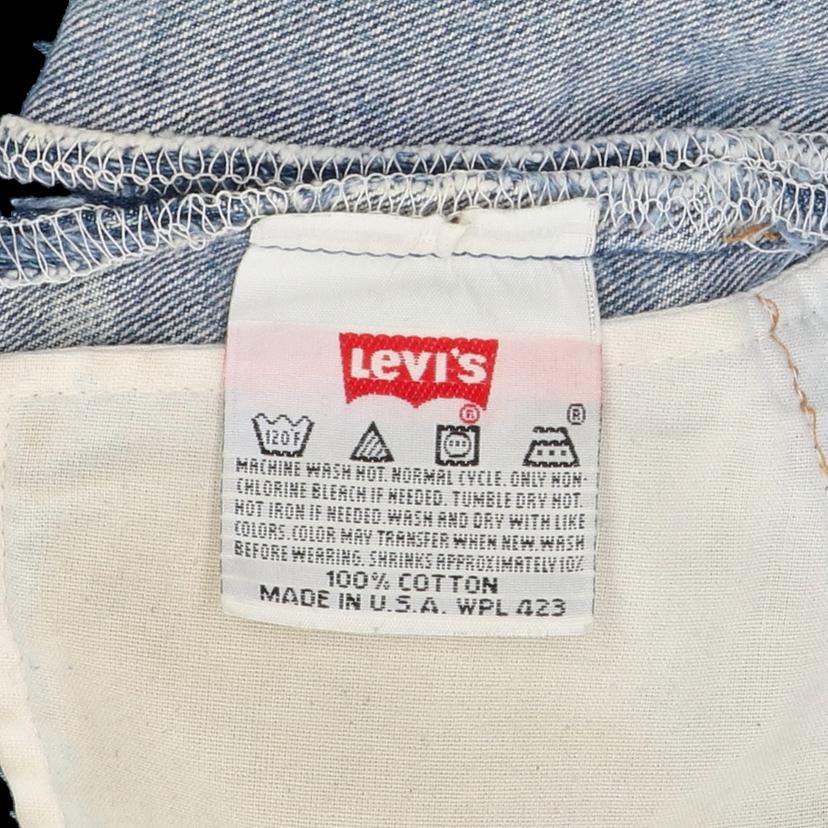 LEVI'S
®
120F ®
MACHINE WASH HOT. NORMAL CYCLE. ONLY NON-
CHLORINE BLEACH IF NEEDED. TUMBLE DRY HOT.
HOT IRON IF NEEDED.WASH AND DRY WITH LIKE
COLORS.COLOR MAY TRANSFER WHEN NEW.WASH
BEFORE WEARING. SHRINKS APPROXIMATELY 10%
100% COTTON
MADE IN U.S.A. WPL 423